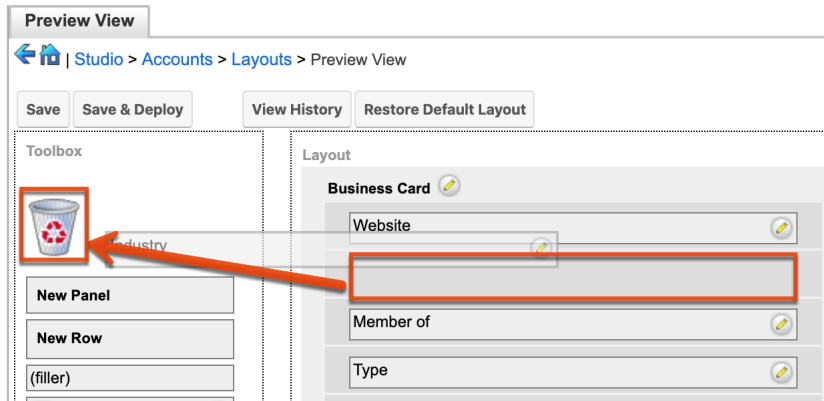 Preview View
| Studio > Accounts > Layouts > Preview View
Save Save & Deploy View History Restore Default Layout
Toolbox
Layout
Business Card
Website
Industry
New Panel
Member of
New Row
Type
(filler)